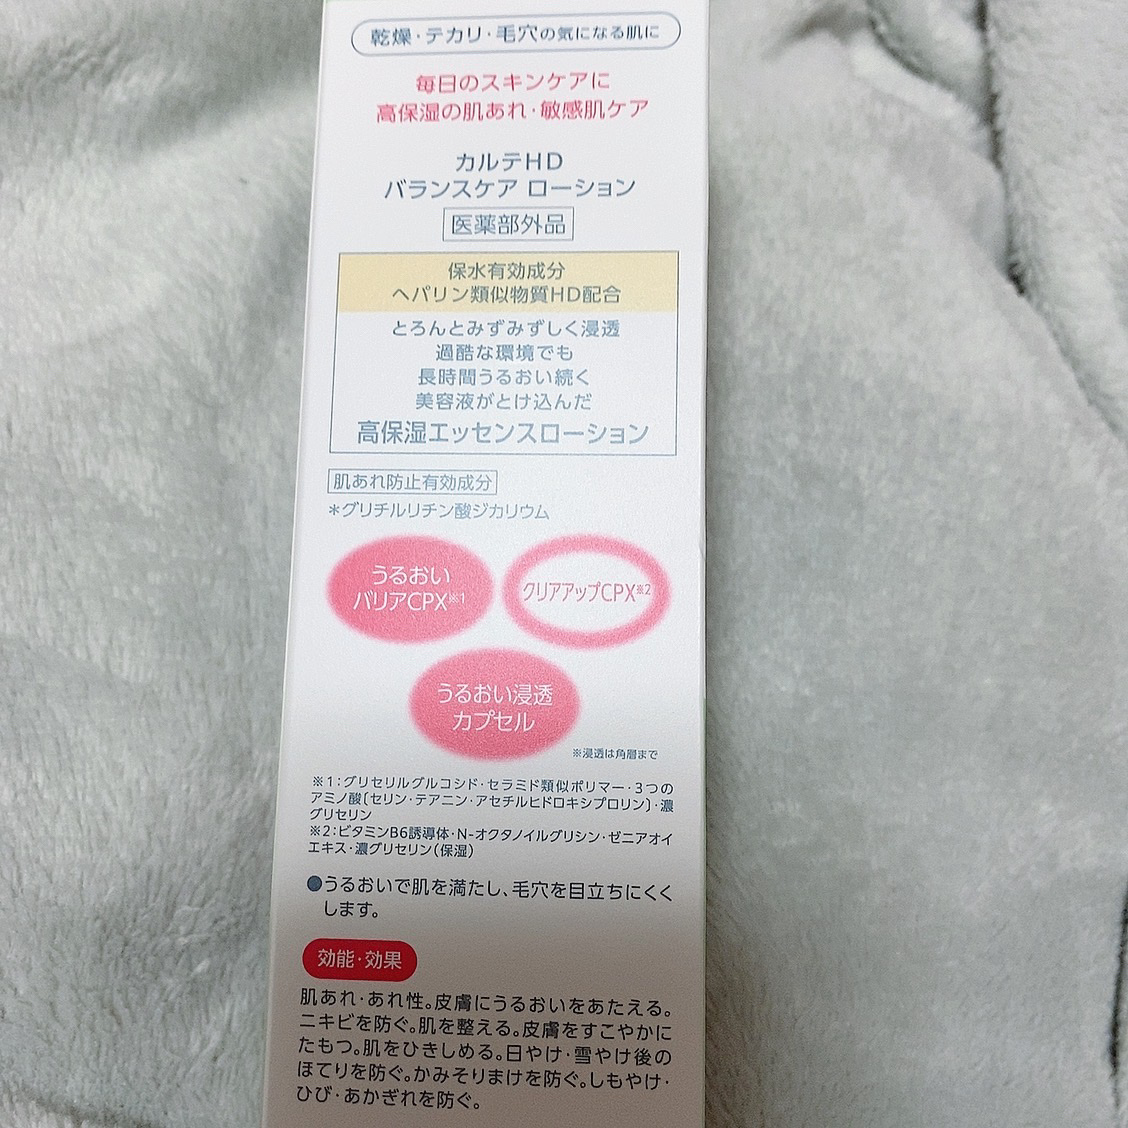 乾燥・テカリ・毛穴の気になる肌に
毎日のスキンケアに
高保湿の肌あれ・敏感肌ケア
カルテHD
バランスケア ローション
医薬部外品
保水有効成分
ヘパリン類似物質HD配合
とろんとみずみずしく浸透
過酷な環境でも
長時間うるおい続く
美容液がとけ込んだ
高保湿エッセンスローション
肌あれ防止有効成分
＊グリチルリチン酸ジカリウム
うるおい
バリアCPX※1
クリアアップCPX※2
うるおい浸透
カプセル
※浸透は角層まで
※1：グリセリルグルコシド・セラミド類似ポリマー・3つの
アミノ酸〔セリン・テアニン・アセチルヒドロキシプロリン〕・濃
グリセリン
※2：ビタミンB6誘導体・N-オクタノイルグリシン・ゼニアオイ
エキス・濃グリセリン（保湿）
●うるおいで肌を満たし、毛穴を目立ちにくく
します。
効能・効果
肌あれ・あれ性。皮膚にうるおいをあたえる。
ニキビを防ぐ。肌を整える。皮膚をすこやかに
たもつ。肌をひきしめる。日やけ・雪やけ後の
ほてりを防ぐ。かみそりまけを防ぐ。しもやけ・
ひび・あかぎれを防ぐ。